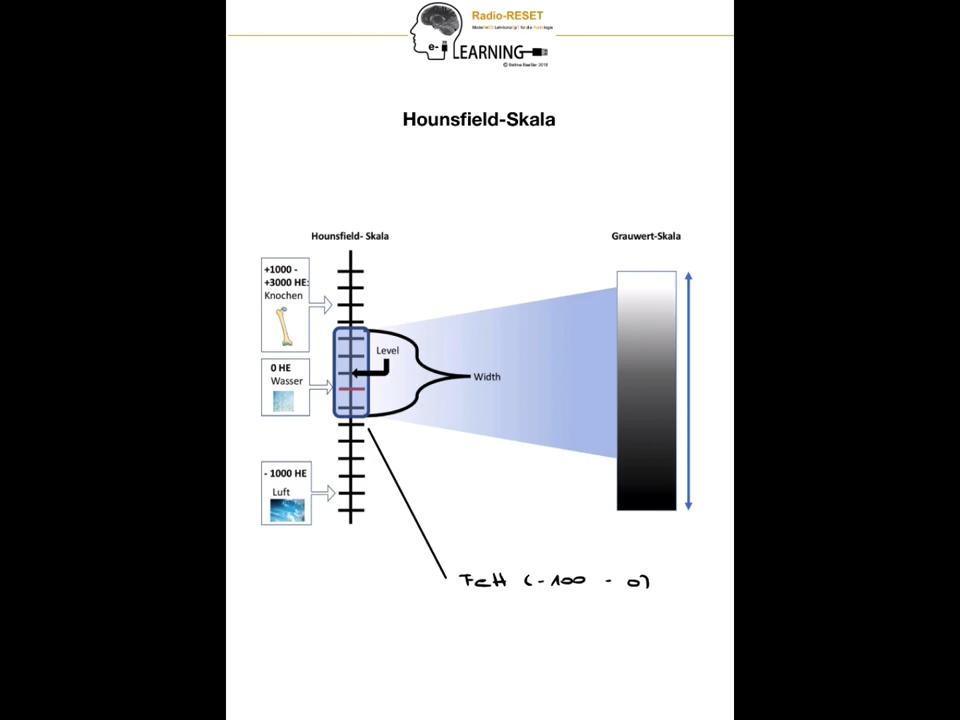 Radio-RESET
e-LEARNING
Hounsfield-Skala
Hounsfield- Skala
Grauwert-Skala
+1000 -
+3000 HE:
Knochen
Level
0 HE
Wasser
Width
- 1000 HE
Luft
Fett (-100 - 0)